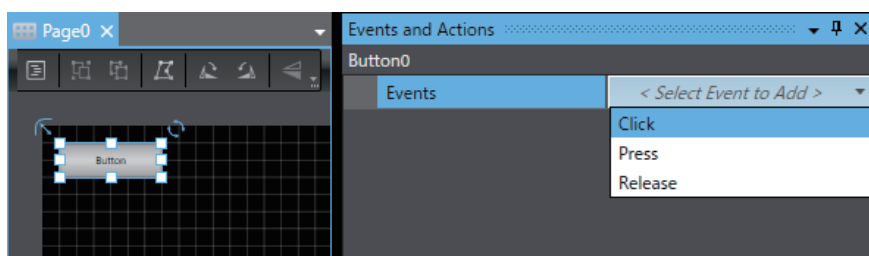 Page0
Button
Events and Actions
Button0
Events
< Select Event to Add >
Click
Press
Release